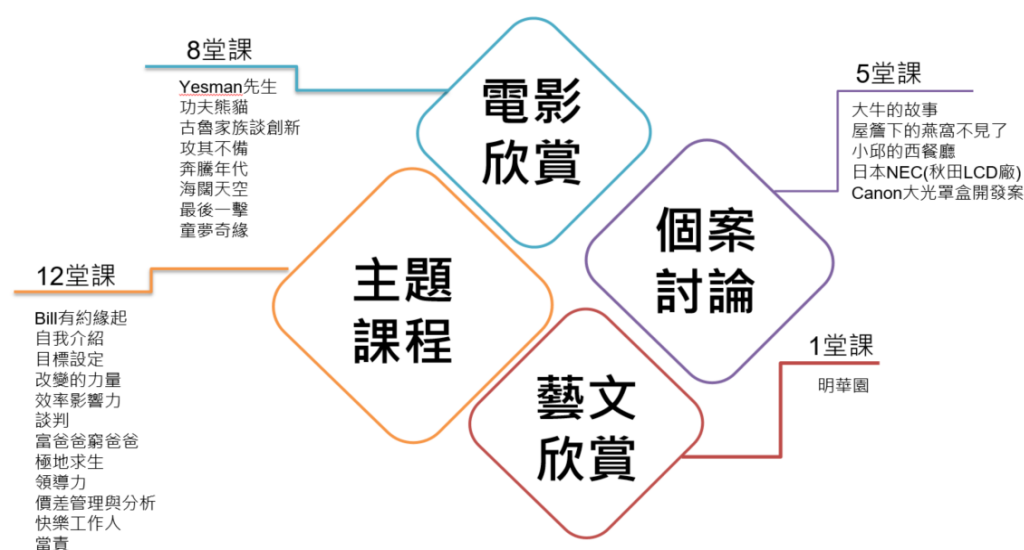 8堂課
Yesman先生
功夫熊貓
古魯家族談創新
攻其不備
奔騰年代
海闊天空
最後一擊
童夢奇緣
電影
欣賞
5堂課
大牛的故事
屋簷下的燕窩不見了
小邱的西餐廳
日本NEC(秋田LCD廠)
Canon大光罩盒開發案
個案
討論
12堂課
Bill有約緣起
自我介紹
目標設定
改變的力量
效率影響力
談判
富爸爸窮爸爸
極地求生
領導力
價差管理與分析
快樂工作人
當責
主題
課程
1堂課
明華園
藝文
欣賞